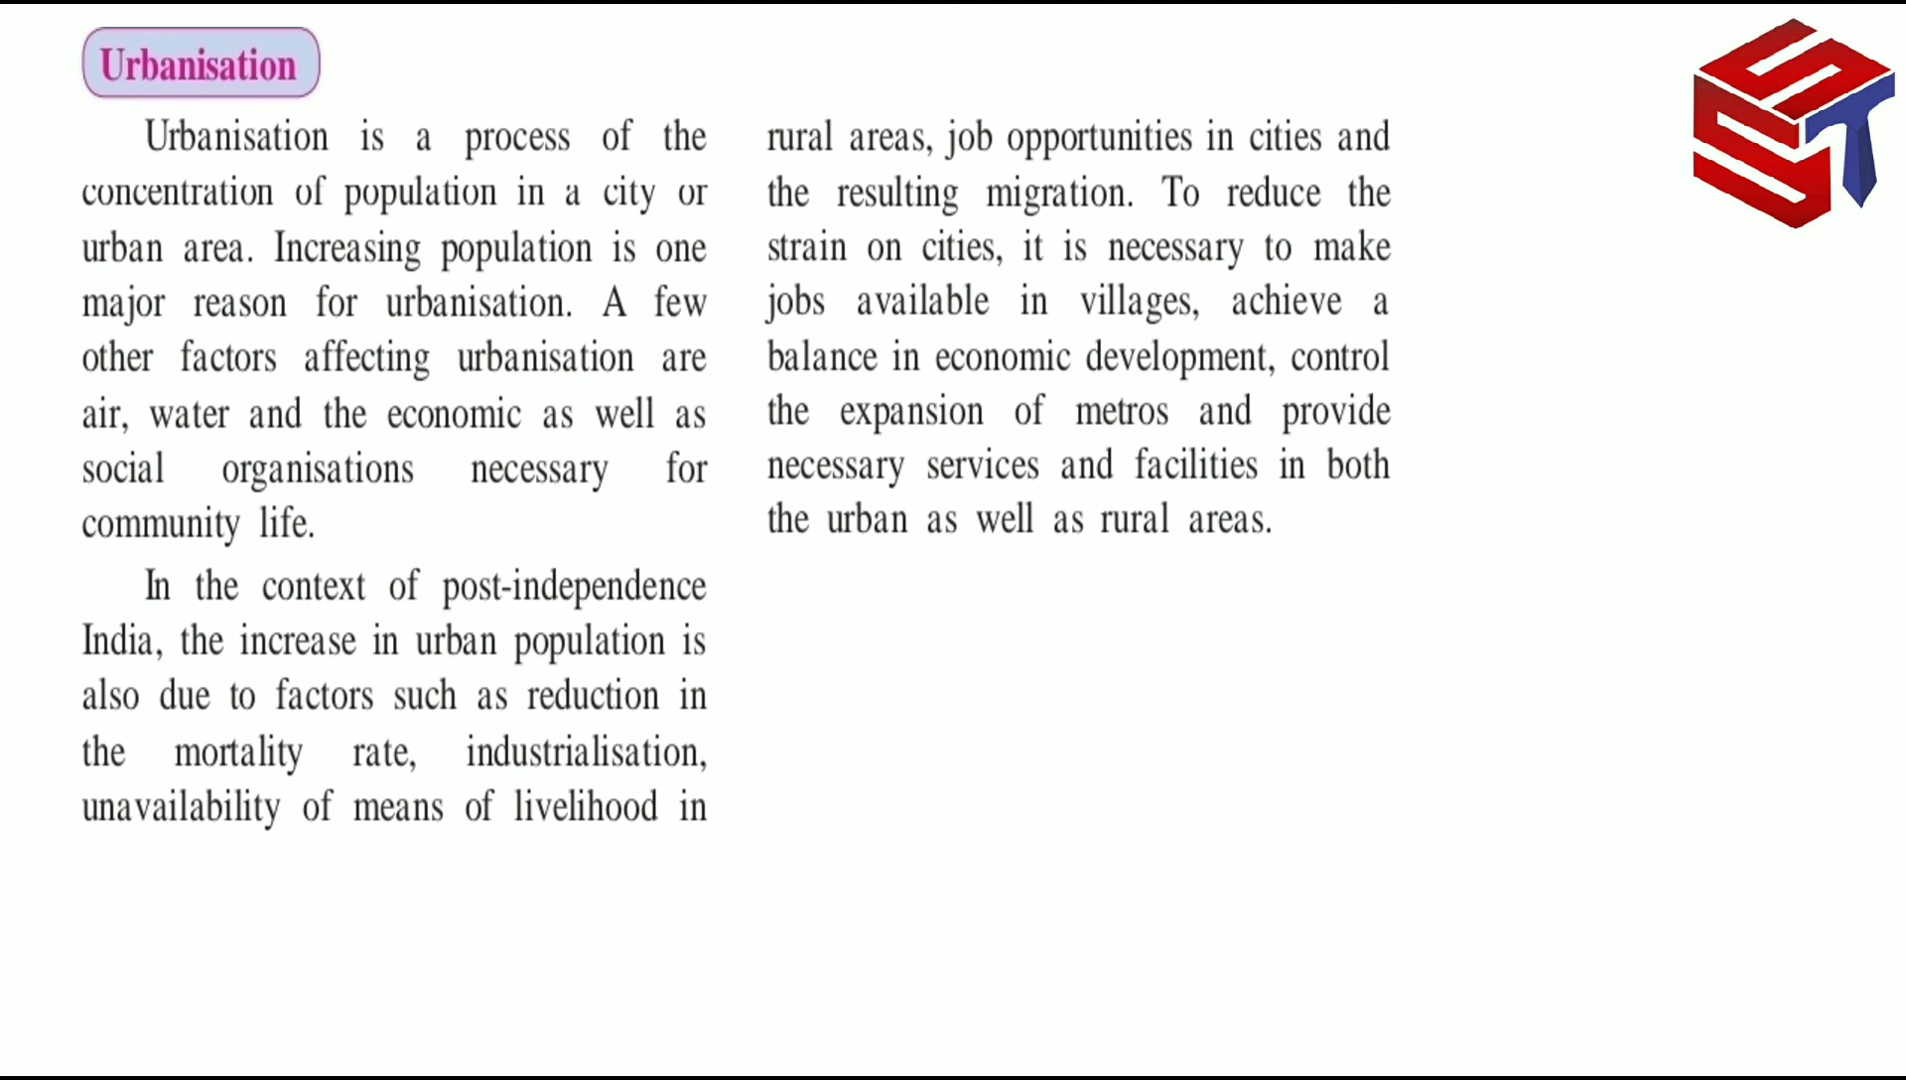 Urbanisation
Urbanisation is a process of the
concentration of population in a city or
urban area. Increasing population is one
major reason for urbanisation. A few
other factors affecting urbanisation are
air, water and the economic as well as
social organisations necessary for
community life.
In the context of post-independence
India, the increase in urban population is
also due to factors such as reduction in
the mortality rate, industrialisation,
unavailability of means of livelihood in
rural areas, job opportunities in cities and
the resulting migration. To reduce the
strain on cities, it is necessary to make
jobs available in villages, achieve a
balance in economic development, control
the expansion of metros and provide
necessary services and facilities in both
the urban as well as rural areas.
SST